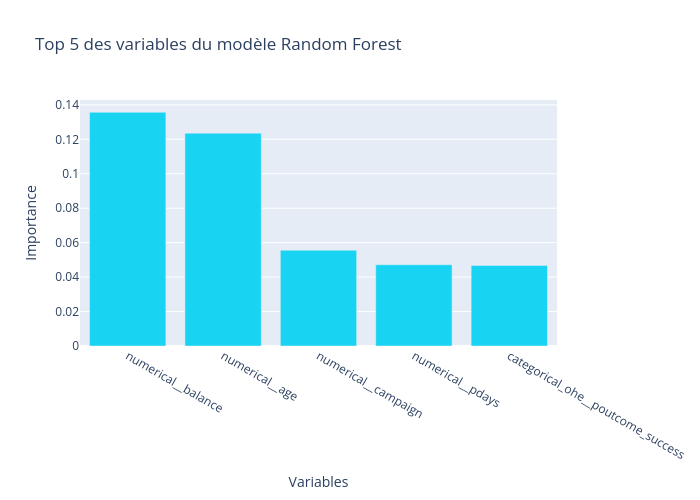 Top 5 des variables du modèle Random Forest
Importance
0.14
0.12
0.1
0.08
0.06
0.04
0.02
0
numerical__balance
numerical__age
numerical__campaign
numerical__pdays
categorical_ohe__poutcome_success
Variables